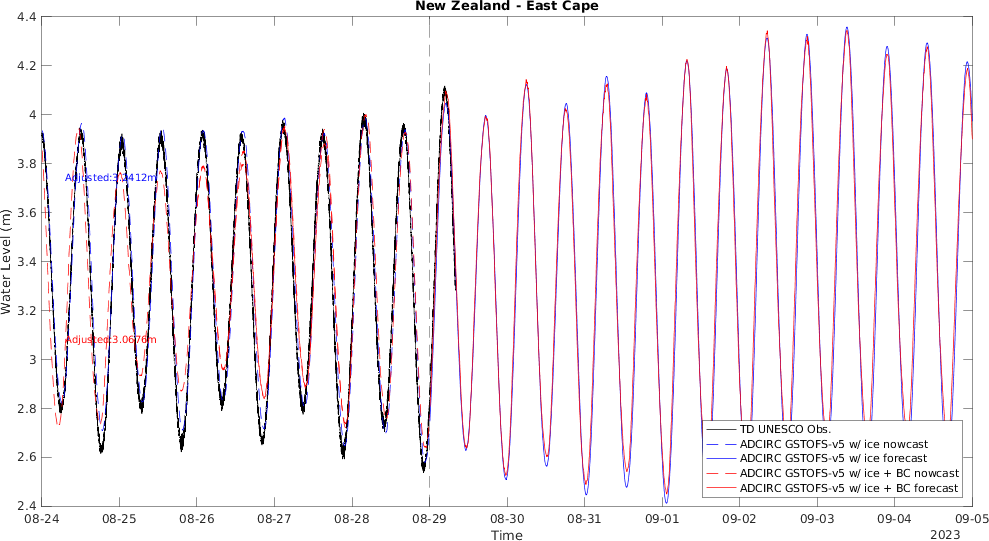 New Zealand - East Cape
4.4
4.2
4
3.8
3.6
3.4
3.2
3
2.8
2.6
2.4
Water Level (m)
Adjusted:3.0676m
TD UNESCO Obs.
ADCIRC GSTOFS-v5 w/ ice nowcast
ADCIRC GSTOFS-v5 w/ ice forecast
ADCIRC GSTOFS-v5 w/ ice + BC nowcast
ADCIRC GSTOFS-v5 w/ ice + BC forecast
08-24 08-25 08-26 08-27 08-28 08-29 08-30 08-31 09-01 09-02 09-03 09-04 09-05
Time
2023